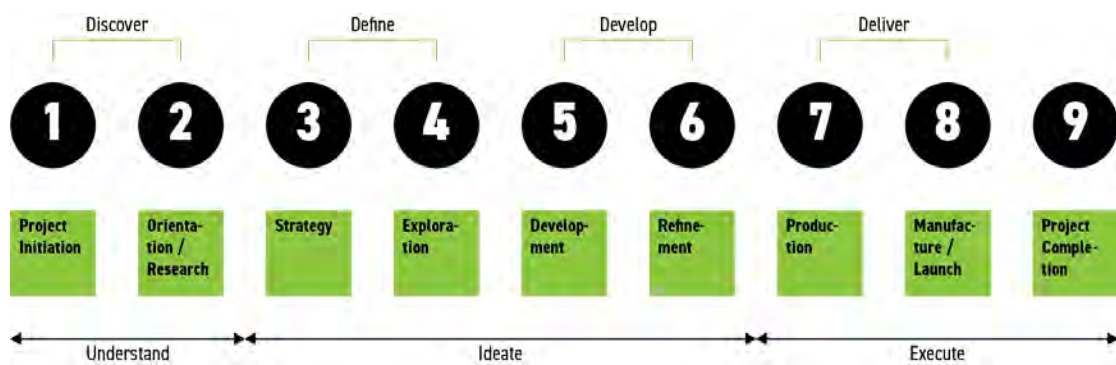 Discover
Define
Develop
Deliver
1
2
3
4
5
6
7
8
9
Project
Initiation
Orienta-
tion /
Research
Strategy
Explora-
tion
Develop-
ment
Refine-
ment
Produc-
tion
Manufac-
ture /
Launch
Project
Comple-
tion
Understand
Ideate
Execute